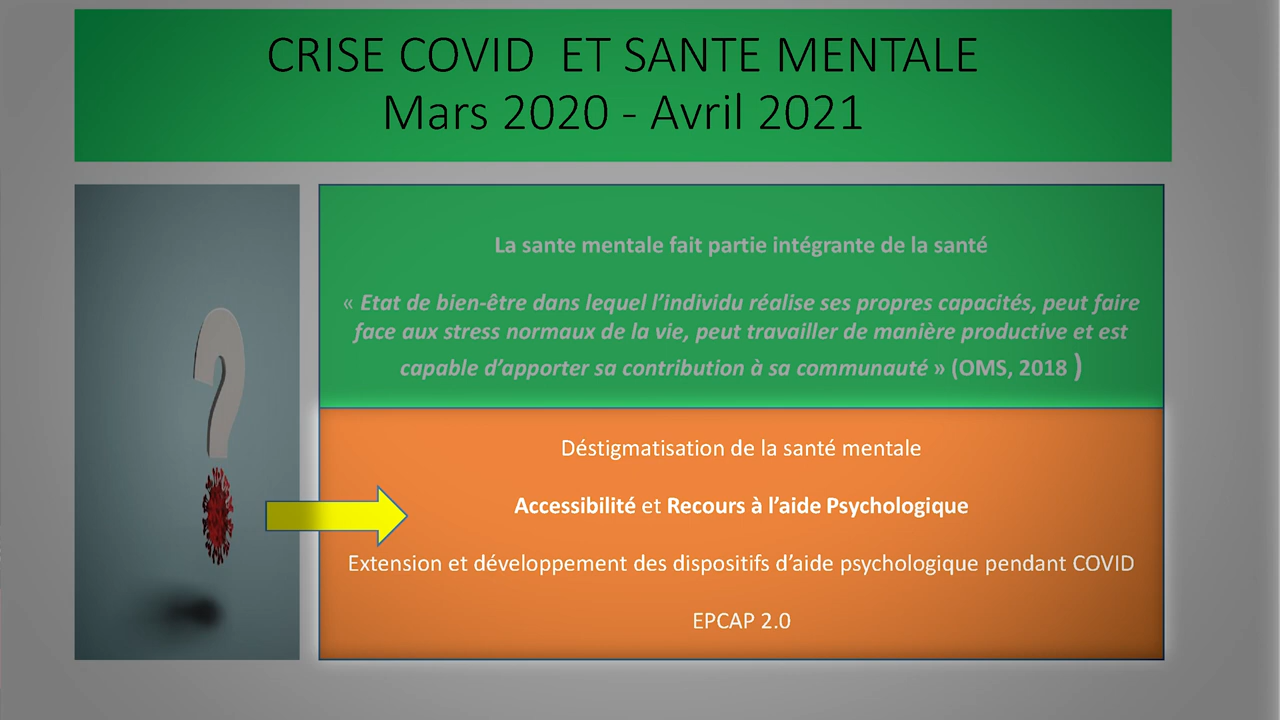 CRISE COVID ET SANTE MENTALE
Mars 2020 - Avril 2021
La sante mentale fait partie intégrante de la santé
« Etat de bien-être dans lequel l’individu réalise ses propres capacités, peut faire
face aux stress normaux de la vie, peut travailler de manière productive et est
capable d’apporter sa contribution à sa communauté » (OMS, 2018 )
Déstigmatisation de la santé mentale
Accessibilité et Recours à l’aide Psychologique
Extension et développement des dispositifs d’aide psychologique pendant COVID
EPCAP 2.0